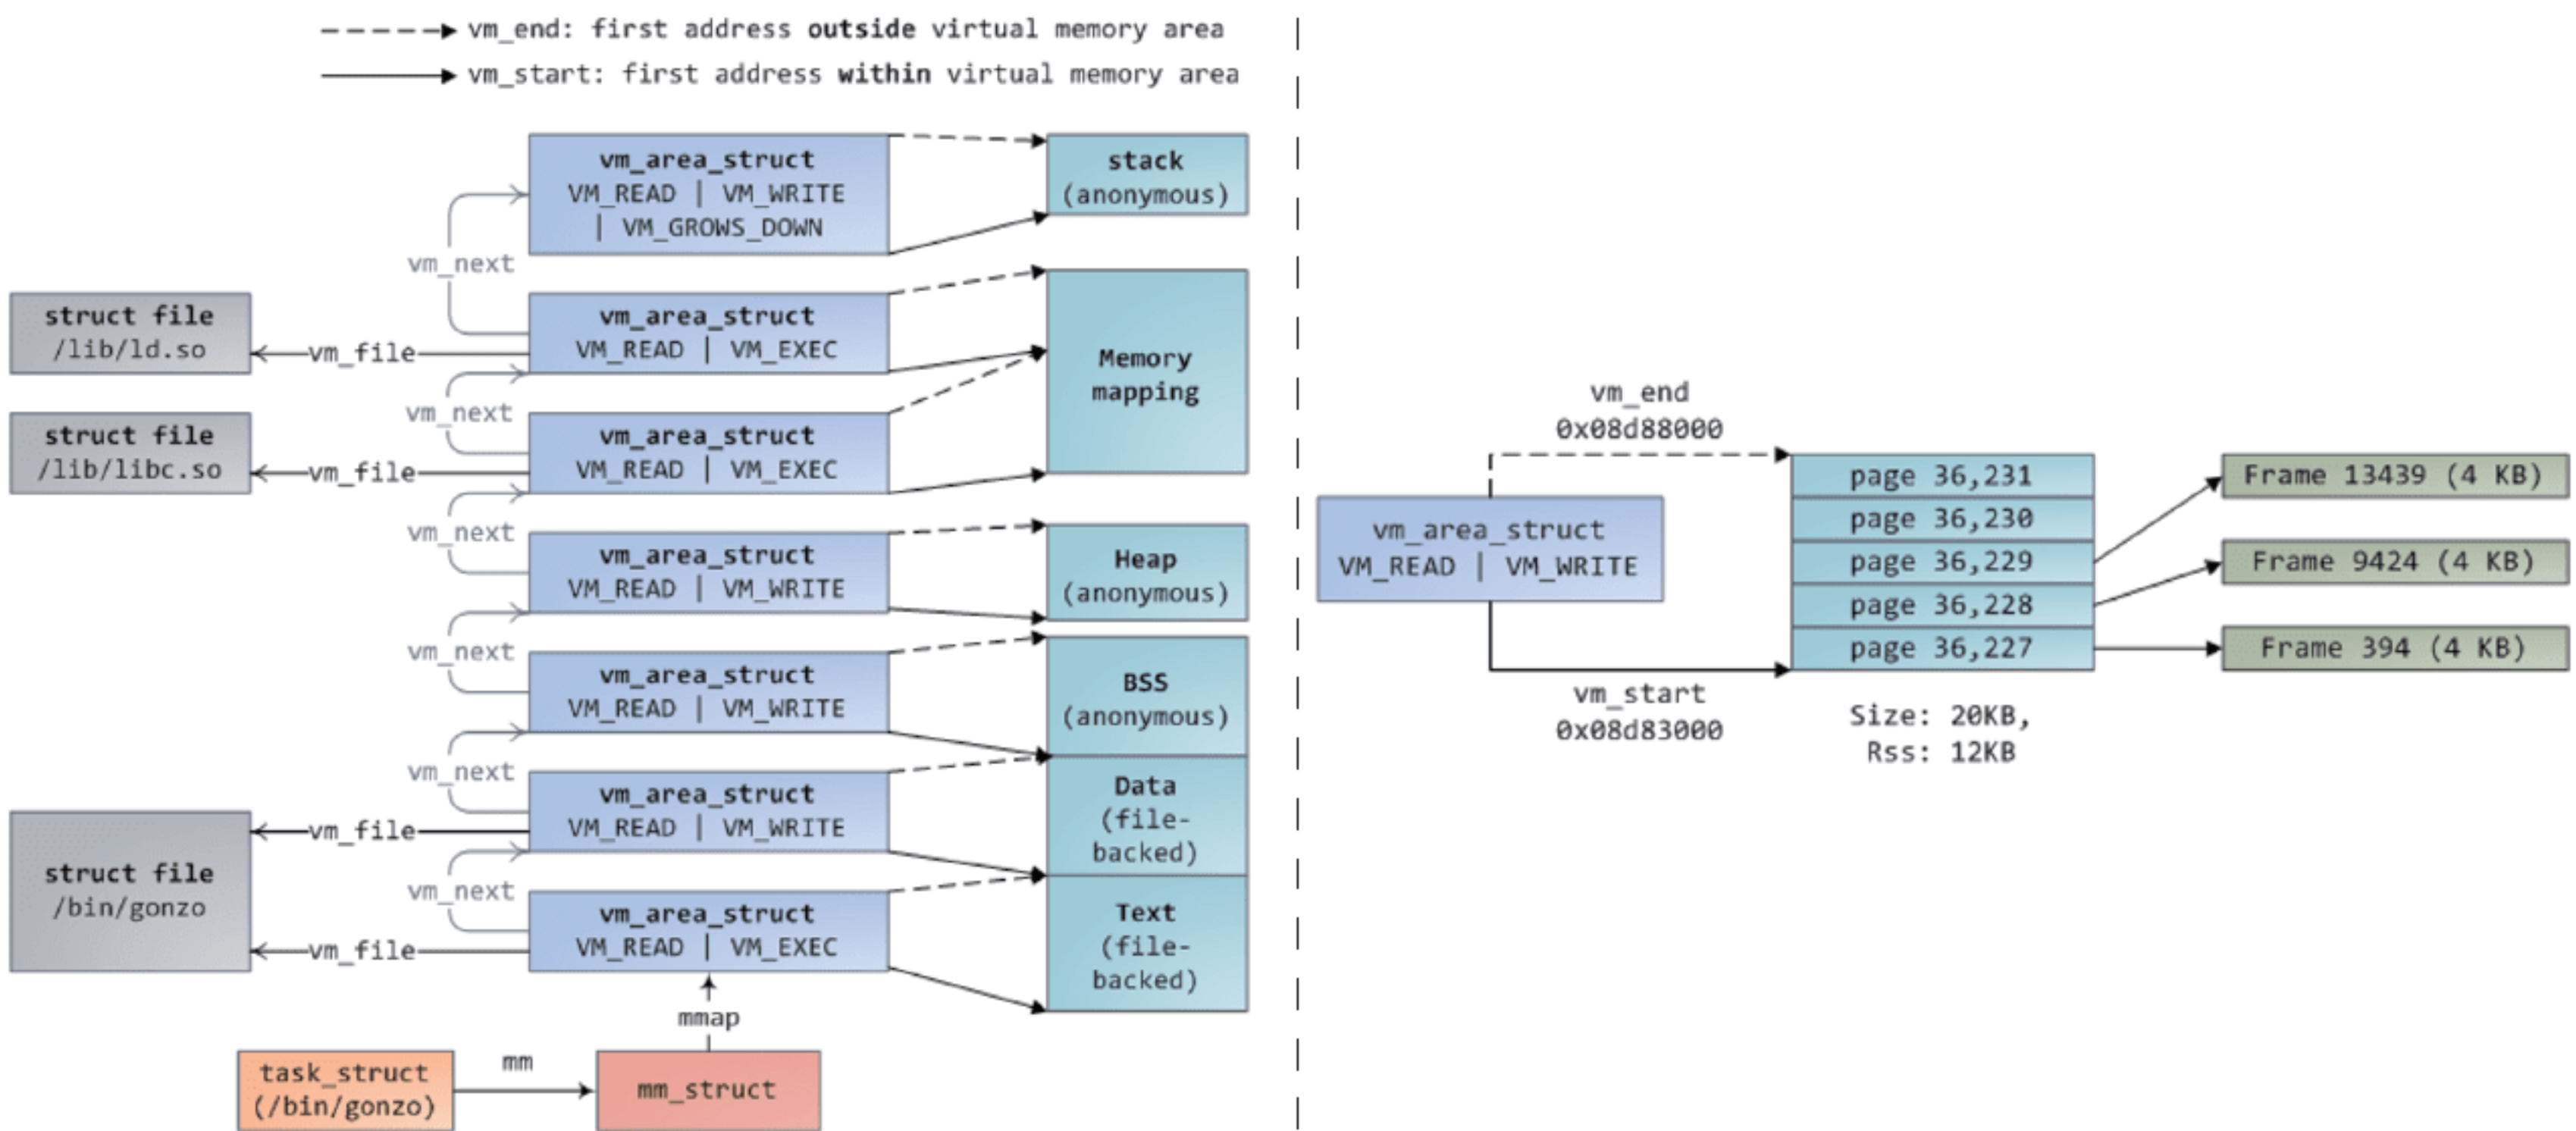 vm_end: first address outside virtual memory area
vm_start: first address within virtual memory area
vm_area_struct
VM_READ | VM_WRITE
| VM_GROWS_DOWN
stack
(anonymous)
vm_next
struct file
/lib/ld.so
vm_file
vm_area_struct
VM_READ | VM_EXEC
Memory
mapping
vm_next
struct file
/lib/libc.so
vm_file
vm_area_struct
VM_READ | VM_EXEC
vm_next
vm_area_struct
VM_READ | VM_WRITE
Heap
(anonymous)
vm_next
vm_area_struct
VM_READ | VM_WRITE
BSS
(anonymous)
vm_next
vm_area_struct
VM_READ | VM_WRITE
Data
(file-
backed)
vm_file
struct file
/bin/gonzo
vm_next
vm_area_struct
VM_READ | VM_EXEC
Text
(file-
backed)
vm_file
mmap
task_struct
(/bin/gonzo)
mm
mm_struct
vm_end
0x08d88000
vm_area_struct
VM_READ | VM_WRITE
vm_start
0x08d83000
page 36,231
page 36,230
page 36,229
page 36,228
page 36,227
Size: 20KB,
Rss: 12KB
Frame 13439 (4 KB)
Frame 9424 (4 KB)
Frame 394 (4 KB)